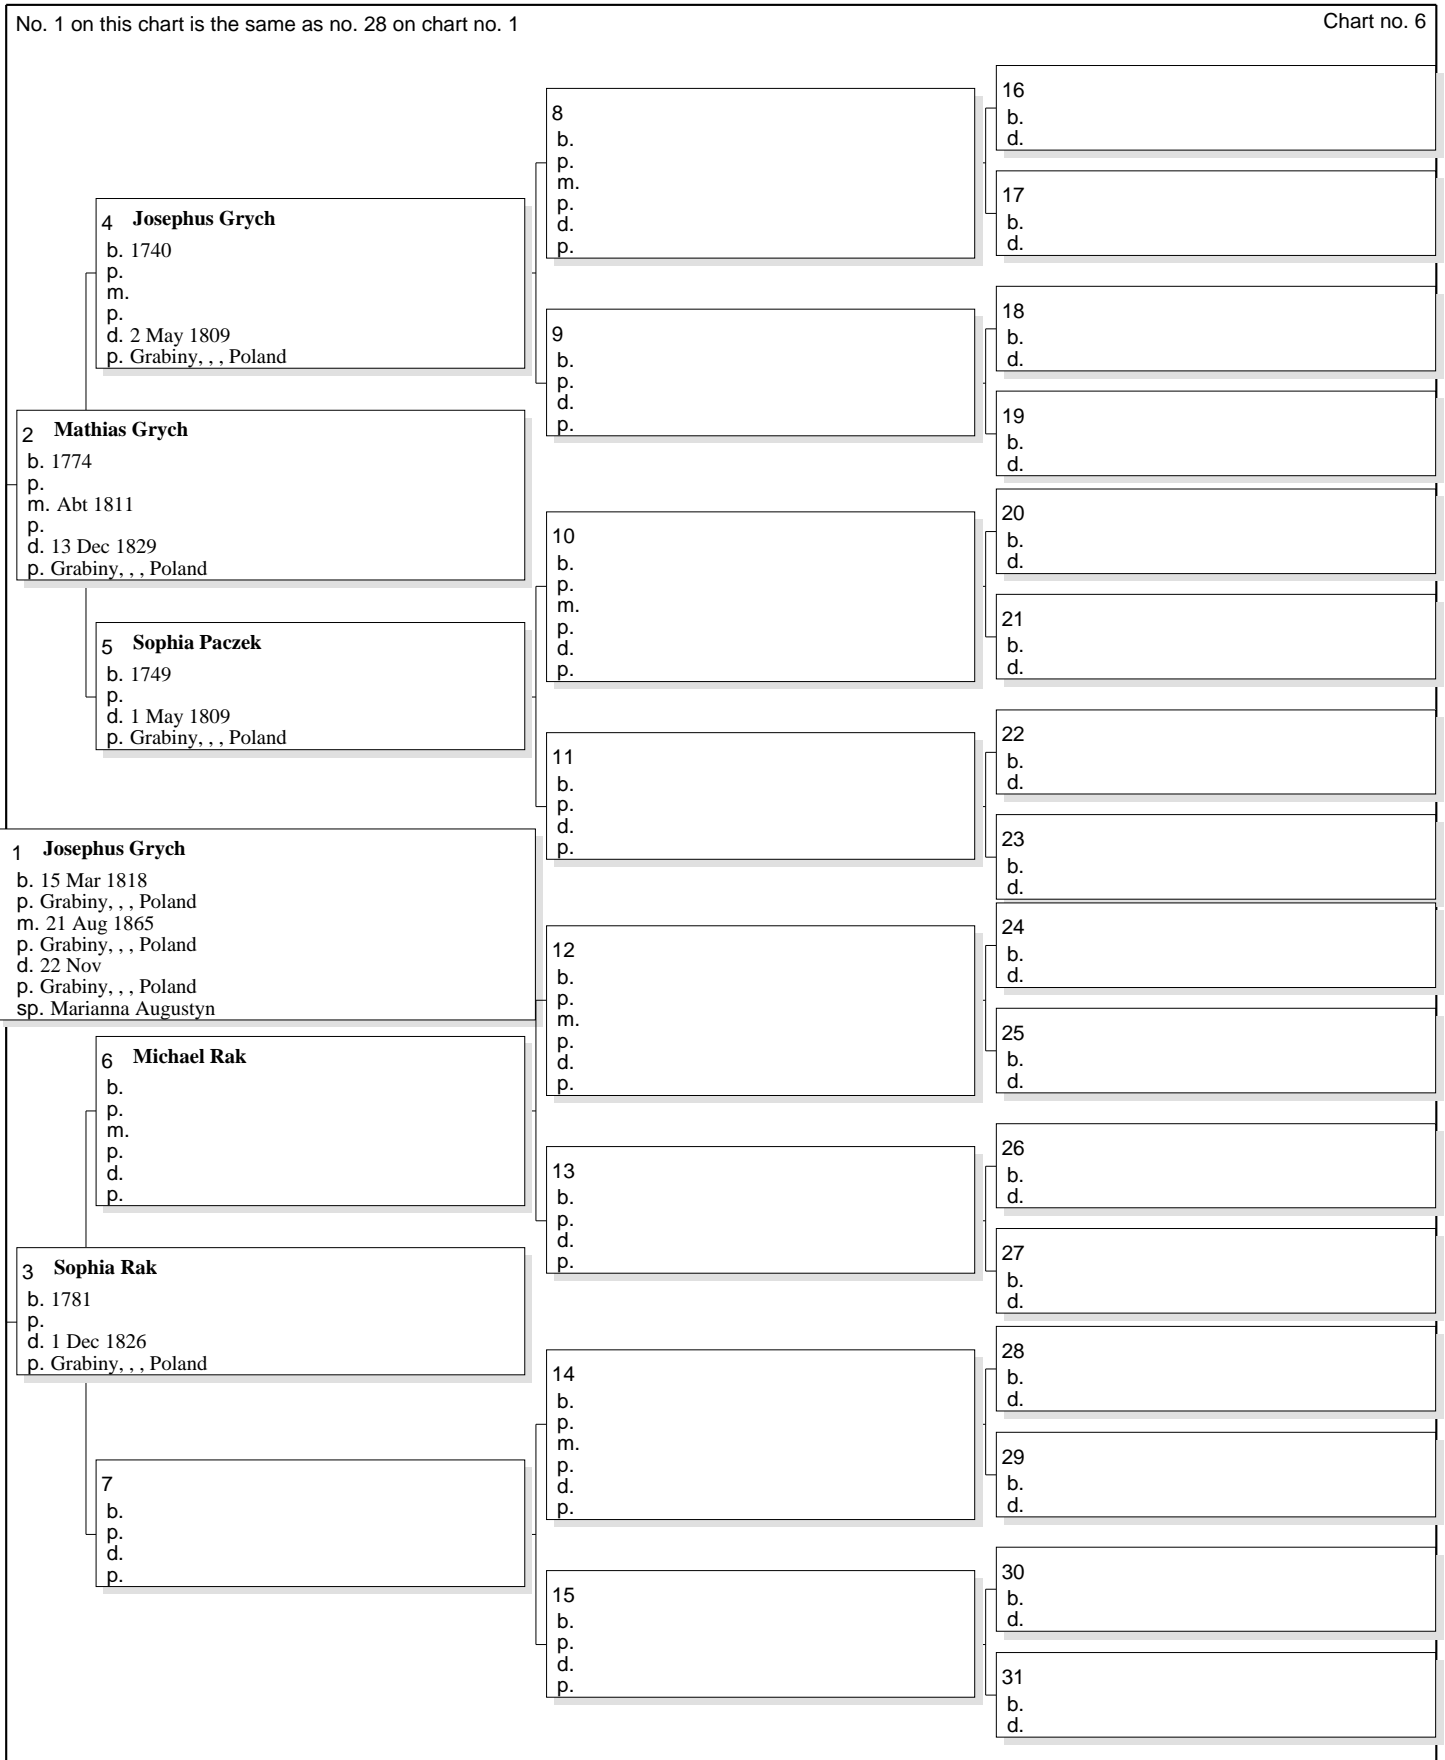 No. 1 on this chart is the same as no. 28 on chart no. 1
Chart no. 6
4 Josephus Grych
b. 1740
p.
m.
p.
d. 2 May 1809
p. Grabiny, , , Poland
2 Mathias Grych
b. 1774
p.
m. Abt 1811
p.
d. 13 Dec 1829
p. Grabiny, , , Poland
5 Sophia Paczek
b. 1749
p.
d. 1 May 1809
p. Grabiny, , , Poland
1 Josephus Grych
b. 15 Mar 1818
p. Grabiny, , , Poland
m. 21 Aug 1865
p. Grabiny, , , Poland
d. 22 Nov
p. Grabiny, , , Poland
sp. Marianna Augustyn
6 Michael Rak
b.
p.
m.
p.
d.
p.
3 Sophia Rak
b. 1781
p.
d. 1 Dec 1826
p. Grabiny, , , Poland
7
b.
p.
d.
p.
8
b.
p.
m.
p.
d.
p.
9
b.
p.
d.
p.
10
b.
p.
m.
p.
d.
p.
11
b.
p.
d.
p.
12
b.
p.
m.
p.
d.
p.
13
b.
p.
d.
p.
14
b.
p.
m.
p.
d.
p.
15
b.
p.
d.
p.
16
b.
d.
17
b.
d.
18
b.
d.
19
b.
d.
20
b.
d.
21
b.
d.
22
b.
d.
23
b.
d.
24
b.
d.
25
b.
d.
26
b.
d.
27
b.
d.
28
b.
d.
29
b.
d.
30
b.
d.
31
b.
d.